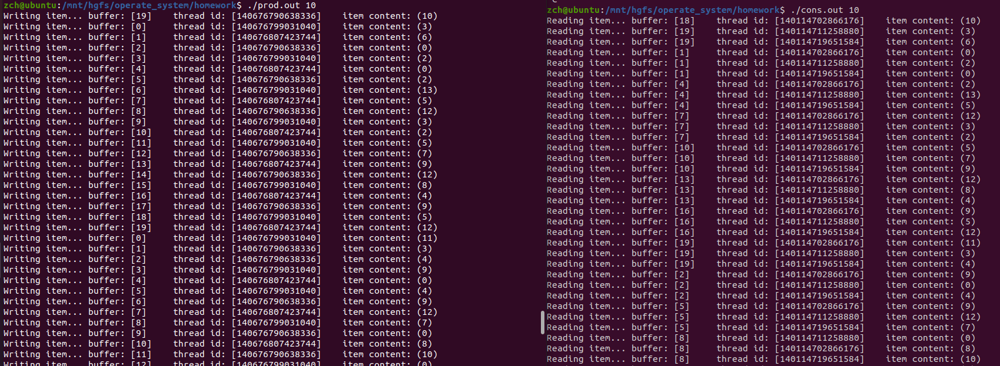 zch@ubuntu:/mnt/hgfs/operate_system/homework$ ./prod.out 10
Writing item... buffer: [19]    thread id: [140676790638336]    item content: (10)
Writing item... buffer: [0]     thread id: [140676799031040]    item content: (3)
Writing item... buffer: [1]     thread id: [140676807423744]    item content: (6)
Writing item... buffer: [2]     thread id: [140676790638336]    item content: (0)
Writing item... buffer: [3]     thread id: [140676799031040]    item content: (2)
Writing item... buffer: [4]     thread id: [140676807423744]    item content: (0)
Writing item... buffer: [5]     thread id: [140676790638336]    item content: (2)
Writing item... buffer: [6]     thread id: [140676799031040]    item content: (13)
Writing item... buffer: [7]     thread id: [140676807423744]    item content: (5)
Writing item... buffer: [8]     thread id: [140676790638336]    item content: (12)
Writing item... buffer: [9]     thread id: [140676799031040]    item content: (3)
Writing item... buffer: [10]    thread id: [140676807423744]    item content: (2)
Writing item... buffer: [11]    thread id: [140676799031040]    item content: (5)
Writing item... buffer: [12]    thread id: [140676790638336]    item content: (7)
Writing item... buffer: [13]    thread id: [140676807423744]    item content: (9)
Writing item... buffer: [14]    thread id: [140676790638336]    item content: (12)
Writing item... buffer: [15]    thread id: [140676799031040]    item content: (8)
Writing item... buffer: [16]    thread id: [140676807423744]    item content: (4)
Writing item... buffer: [17]    thread id: [140676790638336]    item content: (9)
Writing item... buffer: [18]    thread id: [140676799031040]    item content: (5)
Writing item... buffer: [19]    thread id: [140676807423744]    item content: (12)
Writing item... buffer: [0]     thread id: [140676799031040]    item content: (11)
Writing item... buffer: [1]     thread id: [140676790638336]    item content: (3)
Writing item... buffer: [2]     thread id: [140676790638336]    item content: (4)
Writing item... buffer: [3]     thread id: [140676799031040]    item content: (9)
Writing item... buffer: [4]     thread id: [140676807423744]    item content: (0)
Writing item... buffer: [5]     thread id: [140676799031040]    item content: (4)
Writing item... buffer: [6]     thread id: [140676790638336]    item content: (9)
Writing item... buffer: [7]     thread id: [140676807423744]    item content: (12)
Writing item... buffer: [8]     thread id: [140676799031040]    item content: (7)
Writing item... buffer: [9]     thread id: [140676790638336]    item content: (0)
Writing item... buffer: [10]    thread id: [140676807423744]    item content: (8)
Writing item... buffer: [11]    thread id: [140676790638336]    item content: (10)
Writing item... buffer: [12]    thread id: [140676799031040]    item content: (0)
zch@ubuntu:/mnt/hgfs/operate_system/homework$ ./cons.out 10
Reading item... buffer: [18]    thread id: [140114702866176]    item content: (10)
Reading item... buffer: [19]    thread id: [140114711258880]    item content: (3)
Reading item... buffer: [19]    thread id: [140114719651584]    item content: (6)
Reading item... buffer: [1]     thread id: [140114702866176]    item content: (0)
Reading item... buffer: [1]     thread id: [140114711258880]    item content: (2)
Reading item... buffer: [1]     thread id: [140114719651584]    item content: (0)
Reading item... buffer: [4]     thread id: [140114702866176]    item content: (2)
Reading item... buffer: [4]     thread id: [140114711258880]    item content: (13)
Reading item... buffer: [4]     thread id: [140114719651584]    item content: (5)
Reading item... buffer: [7]     thread id: [140114702866176]    item content: (12)
Reading item... buffer: [7]     thread id: [140114711258880]    item content: (3)
Reading item... buffer: [7]     thread id: [140114719651584]    item content: (2)
Reading item... buffer: [10]    thread id: [140114702866176]    item content: (5)
Reading item... buffer: [10]    thread id: [140114711258880]    item content: (7)
Reading item... buffer: [10]    thread id: [140114719651584]    item content: (9)
Reading item... buffer: [13]    thread id: [140114702866176]    item content: (12)
Reading item... buffer: [13]    thread id: [140114711258880]    item content: (8)
Reading item... buffer: [13]    thread id: [140114719651584]    item content: (4)
Reading item... buffer: [16]    thread id: [140114702866176]    item content: (9)
Reading item... buffer: [16]    thread id: [140114711258880]    item content: (5)
Reading item... buffer: [16]    thread id: [140114719651584]    item content: (12)
Reading item... buffer: [19]    thread id: [140114702866176]    item content: (11)
Reading item... buffer: [19]    thread id: [140114711258880]    item content: (3)
Reading item... buffer: [19]    thread id: [140114719651584]    item content: (4)
Reading item... buffer: [2]     thread id: [140114702866176]    item content: (9)
Reading item... buffer: [2]     thread id: [140114711258880]    item content: (0)
Reading item... buffer: [2]     thread id: [140114719651584]    item content: (4)
Reading item... buffer: [5]     thread id: [140114702866176]    item content: (9)
Reading item... buffer: [5]     thread id: [140114711258880]    item content: (12)
Reading item... buffer: [5]     thread id: [140114719651584]    item content: (7)
Reading item... buffer: [8]     thread id: [140114711258880]    item content: (0)
Reading item... buffer: [8]     thread id: [140114702866176]    item content: (8)
Reading item... buffer: [8]     thread id: [140114719651584]    item content: (10)